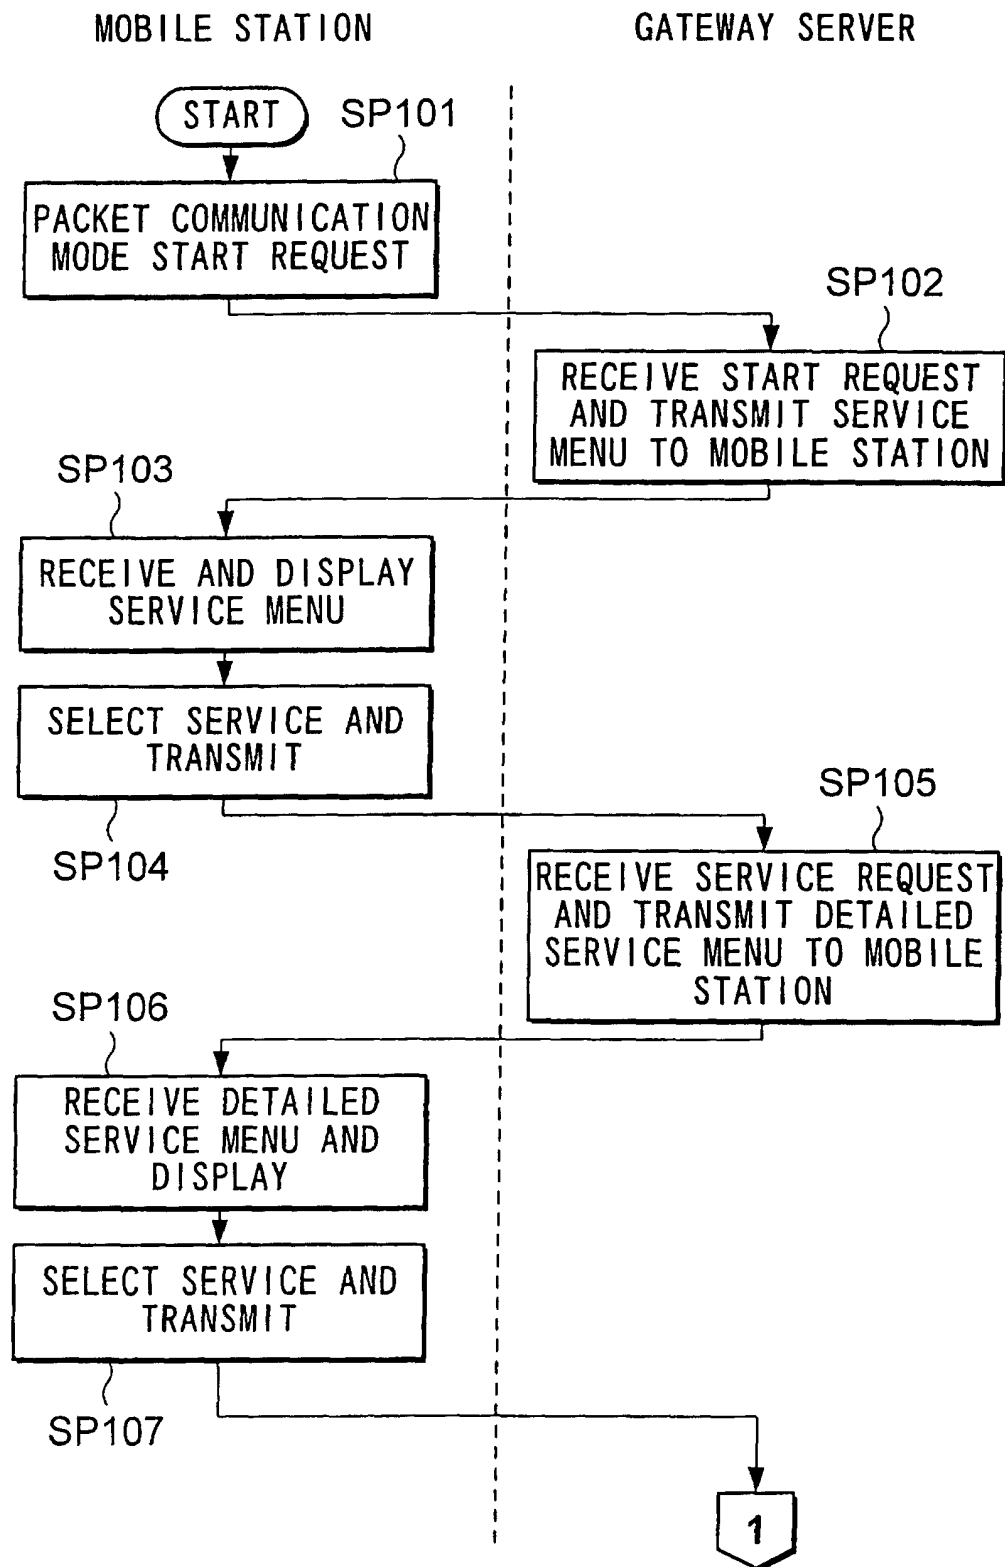 MOBILE STATION
GATEWAY SERVER
START
SP101
PACKET COMMUNICATION
MODE START REQUEST
SP102
RECEIVE START REQUEST
AND TRANSMIT SERVICE
MENU TO MOBILE STATION
SP103
RECEIVE AND DISPLAY
SERVICE MENU
SELECT SERVICE AND
TRANSMIT
SP104
SP105
RECEIVE SERVICE REQUEST
AND TRANSMIT DETAILED
SERVICE MENU TO MOBILE
STATION
SP106
RECEIVE DETAILED
SERVICE MENU AND
DISPLAY
SELECT SERVICE AND
TRANSMIT
SP107
1